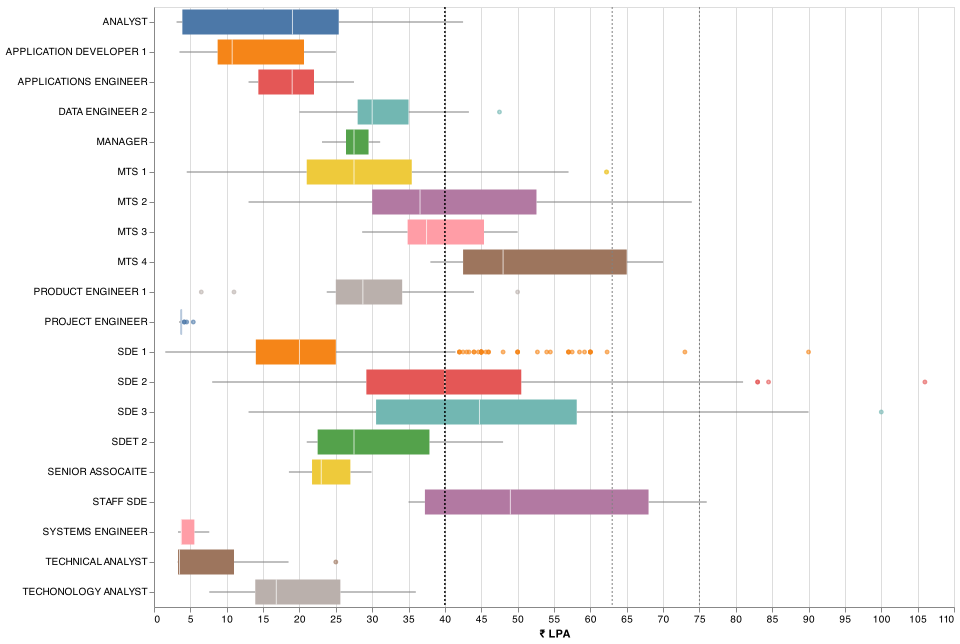 ANALYST
APPLICATION DEVELOPER 1
APPLICATIONS ENGINEER
DATA ENGINEER 2
MANAGER
MTS 1
MTS 2
MTS 3
MTS 4
PRODUCT ENGINEER 1
PROJECT ENGINEER
SDE 1
SDE 2
SDE 3
SDET 2
SENIOR ASSOCAITE
STAFF SDE
SYSTEMS ENGINEER
TECHNICAL ANALYST
TECHONOLOGY ANALYST
0 5 10 15 20 25 30 35 40 45 50 55 60 65 70 75 80 85 90 95 100 105 110
₹ LPA